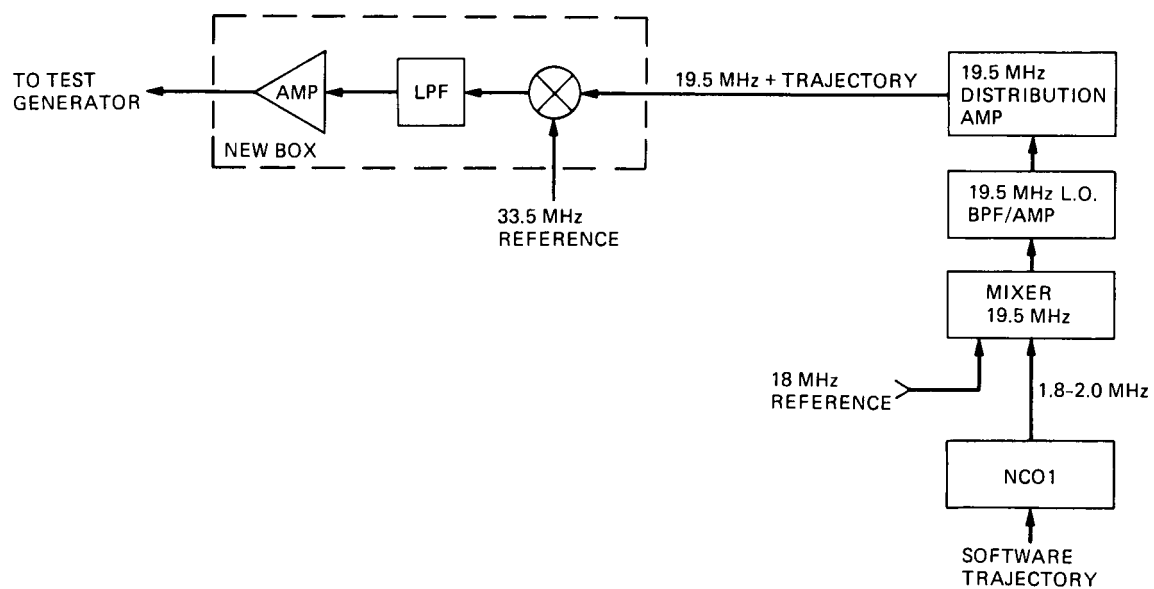 TO TEST
GENERATOR
AMP
LPF
NEW BOX
33.5 MHz
REFERENCE
19.5 MHz + TRAJECTORY
19.5 MHz
DISTRIBUTION
AMP
19.5 MHz L.O.
BPF/AMP
MIXER
19.5 MHz
18 MHz
REFERENCE
1.8-2.0 MHz
NCO1
SOFTWARE
TRAJECTORY